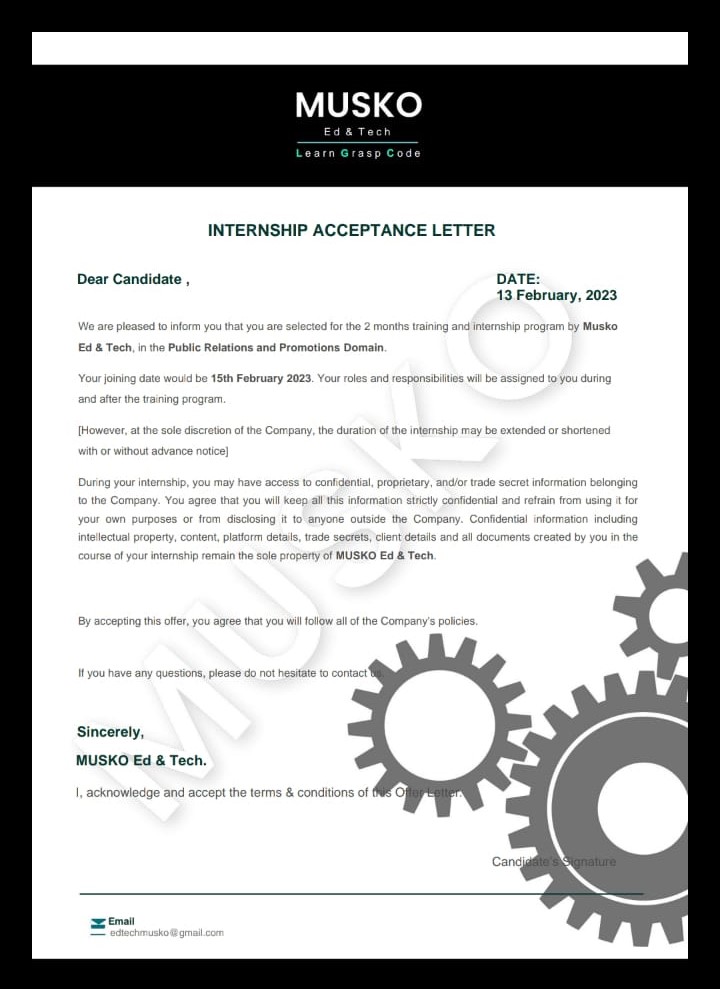 MUSKO
Ed & Tech
Learn Grasp Code
INTERNSHIP ACCEPTANCE LETTER
Dear Candidate ,
DATE:
13 February, 2023
We are pleased to inform you that you are selected for the 2 months training and internship program by Musko
Ed & Tech, in the Public Relations and Promotions Domain.
Your joining date would be 15th February 2023. Your roles and responsibilities will be assigned to you during
and after the training program.
[However, at the sole discretion of the Company, the duration of the internship may be extended or shortened
with or without advance notice]
During your internship, you may have access to confidential, proprietary, and/or trade secret information belonging
to the Company. You agree that you will keep all this information strictly confidential and refrain from using it for
your own purposes or from disclosing it to anyone outside the Company. Confidential information including
intellectual property, content, platform details, trade secrets, client details and all documents created by you in the
course of your internship remain the sole property of MUSKO Ed & Tech.
By accepting this offer, you agree that you will follow all of the Company's policies.
If you have any questions, please do not hesitate to contact us.
Sincerely,
MUSKO Ed & Tech.
I, acknowledge and accept the terms & conditions of this Offer Letter.
Candidate's Signature
Email
edtechmusko@gmail.com
MUSKO